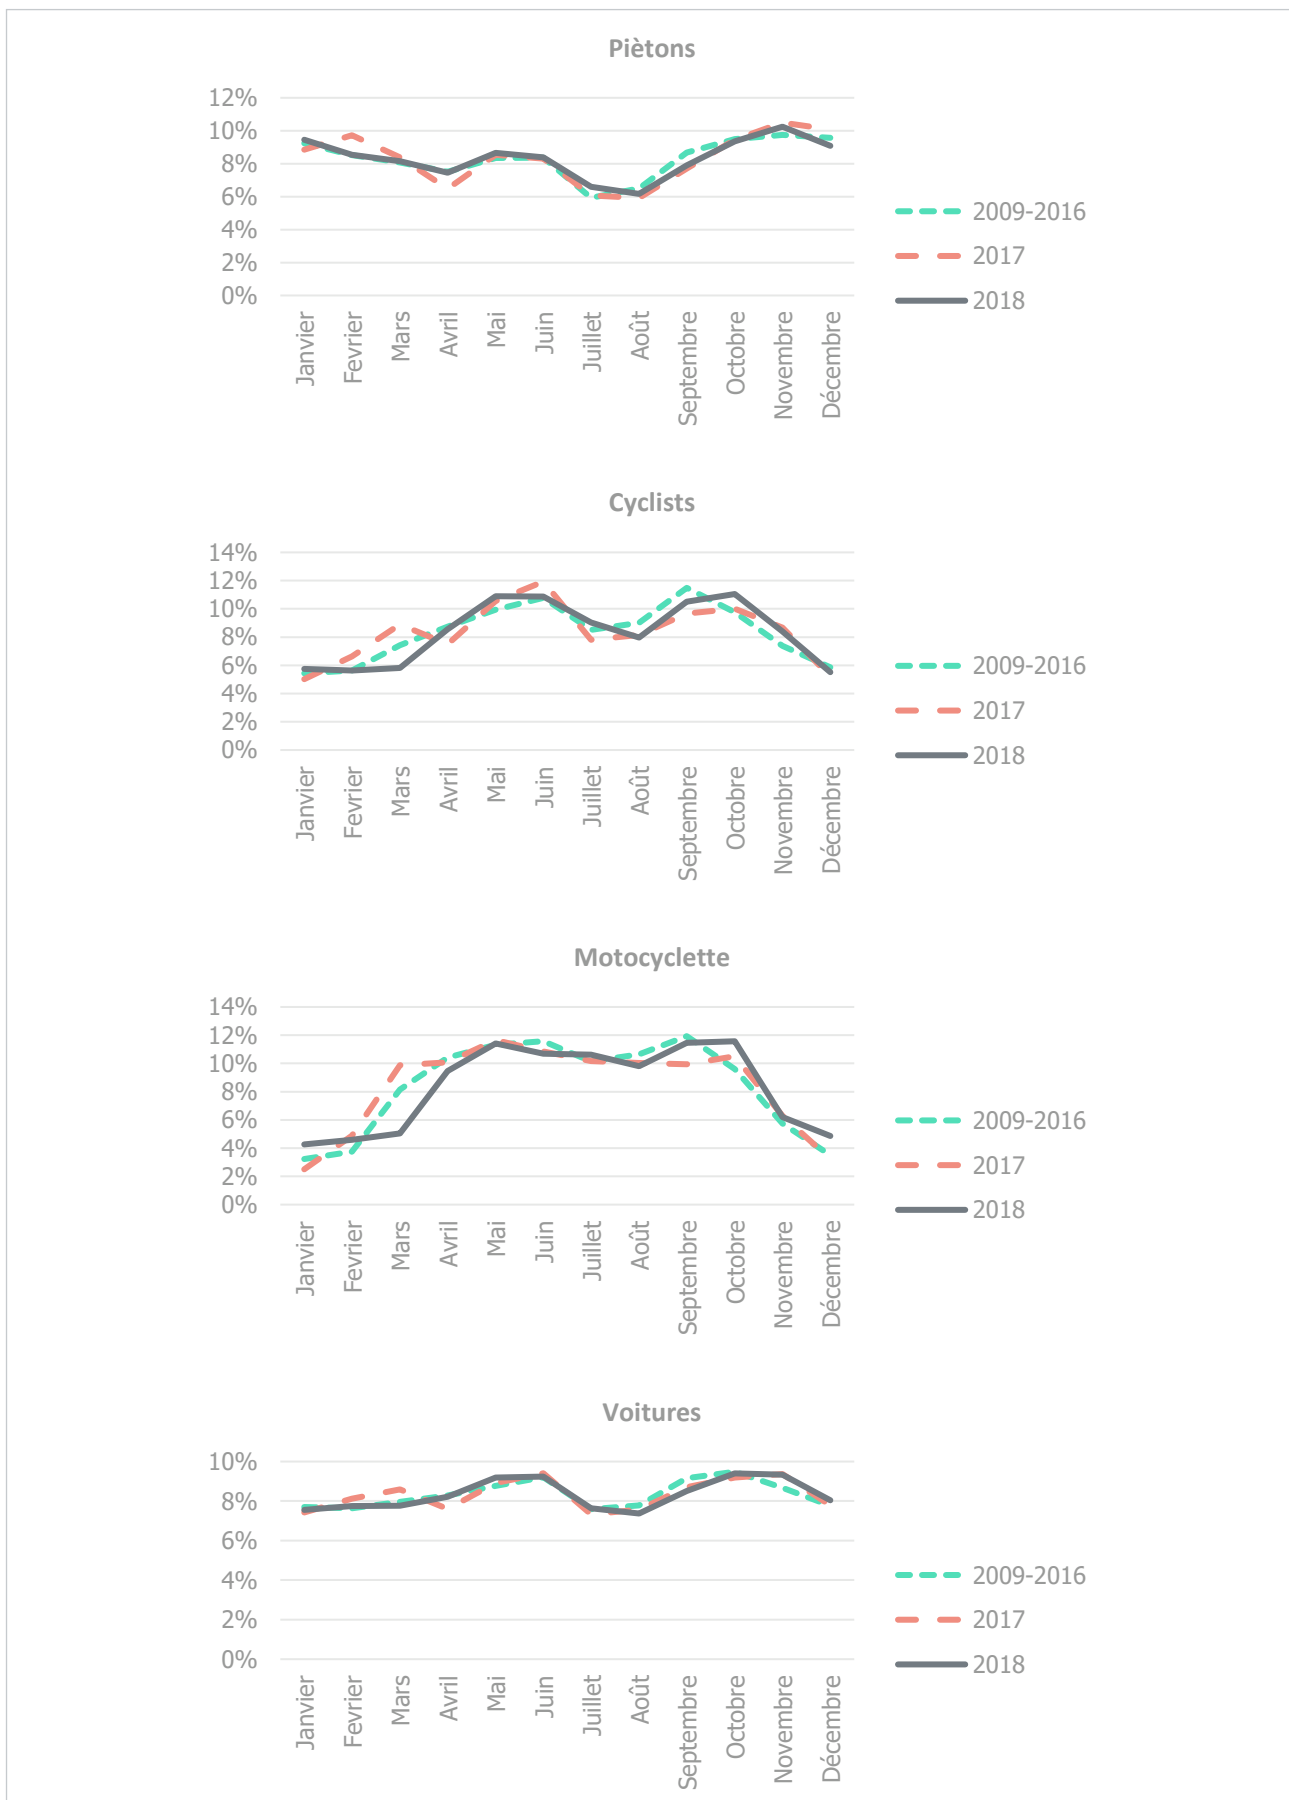 Piètons
12%
10%
8%
6%
4%
2%
0%
Janvier
Fevrier
Mars
Avril
Mai
Juin
Juillet
Août
Septembre
Octobre
Novembre
Décembre
2009-2016
2017
2018
Cyclists
14%
12%
10%
8%
6%
4%
2%
0%
Janvier
Fevrier
Mars
Avril
Mai
Juin
Juillet
Août
Septembre
Octobre
Novembre
Décembre
2009-2016
2017
2018
Motocyclette
14%
12%
10%
8%
6%
4%
2%
0%
Janvier
Fevrier
Mars
Avril
Mai
Juin
Juillet
Août
Septembre
Octobre
Novembre
Décembre
2009-2016
2017
2018
Voitures
10%
8%
6%
4%
2%
0%
Janvier
Fevrier
Mars
Avril
Mai
Juin
Juillet
Août
Septembre
Octobre
Novembre
Décembre
2009-2016
2017
2018